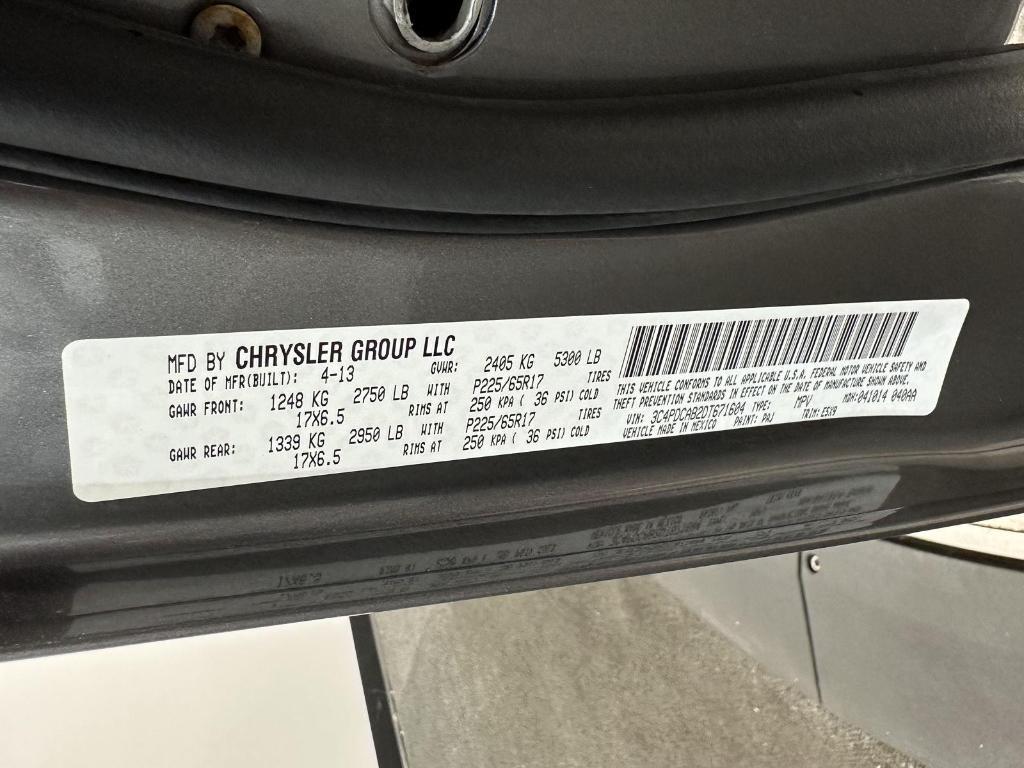 MFD BY CHRYSLER GROUP LLC GVWR: 2405 KG 5300 LB
DATE OF MFR(BUILT): 4-13
GAWR FRONT: 1248 KG 2750 LB WITH P225/65R17 TIRES
17X6.5 RIMS AT 250 KPA ( 36 PSI) COLD
GAWR REAR: 1339 KG 2950 LB WITH P225/65R17 TIRES
17X6.5 RIMS AT 250 KPA ( 36 PSI) COLD
THIS VEHICLE CONFORMS TO ALL APPLICABLE U.S.A. FEDERAL MOTOR VEHICLE SAFETY AND
THEFT PREVENTION STANDARDS IN EFFECT ON THE DATE OF MANUFACTURE SHOWN ABOVE.
VIN: 3C4PDCAB2DT671604 TYPE: MPV MDH: 041014 040AA
VEHICLE MADE IN MEXICO PAINT: PAJ TRIM: E5X9